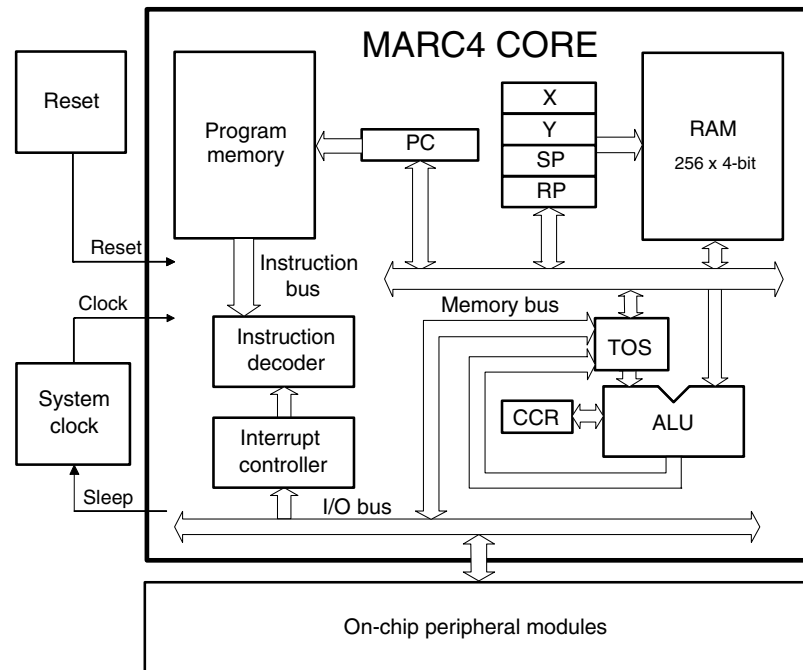 MARC4 CORE
Reset
Program
memory
PC
X
Y
SP
RP
RAM
256 x 4-bit
Reset
Instruction
bus
Clock
Memory bus
Instruction
decoder
TOS
System
clock
CCR
ALU
Interrupt
controller
Sleep
I/O bus
On-chip peripheral modules